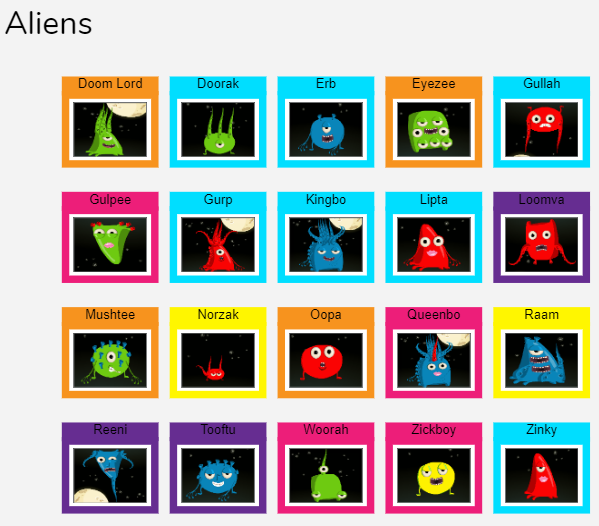 Aliens
Doom Lord Doorak Erb Eyezee Gullah
Gulpee Gurp Kingbo Lipta Loomva
Mushtee Norzak Oopa Queenbo Raam
Reeni Tooftu Woorah Zickboy Zinky